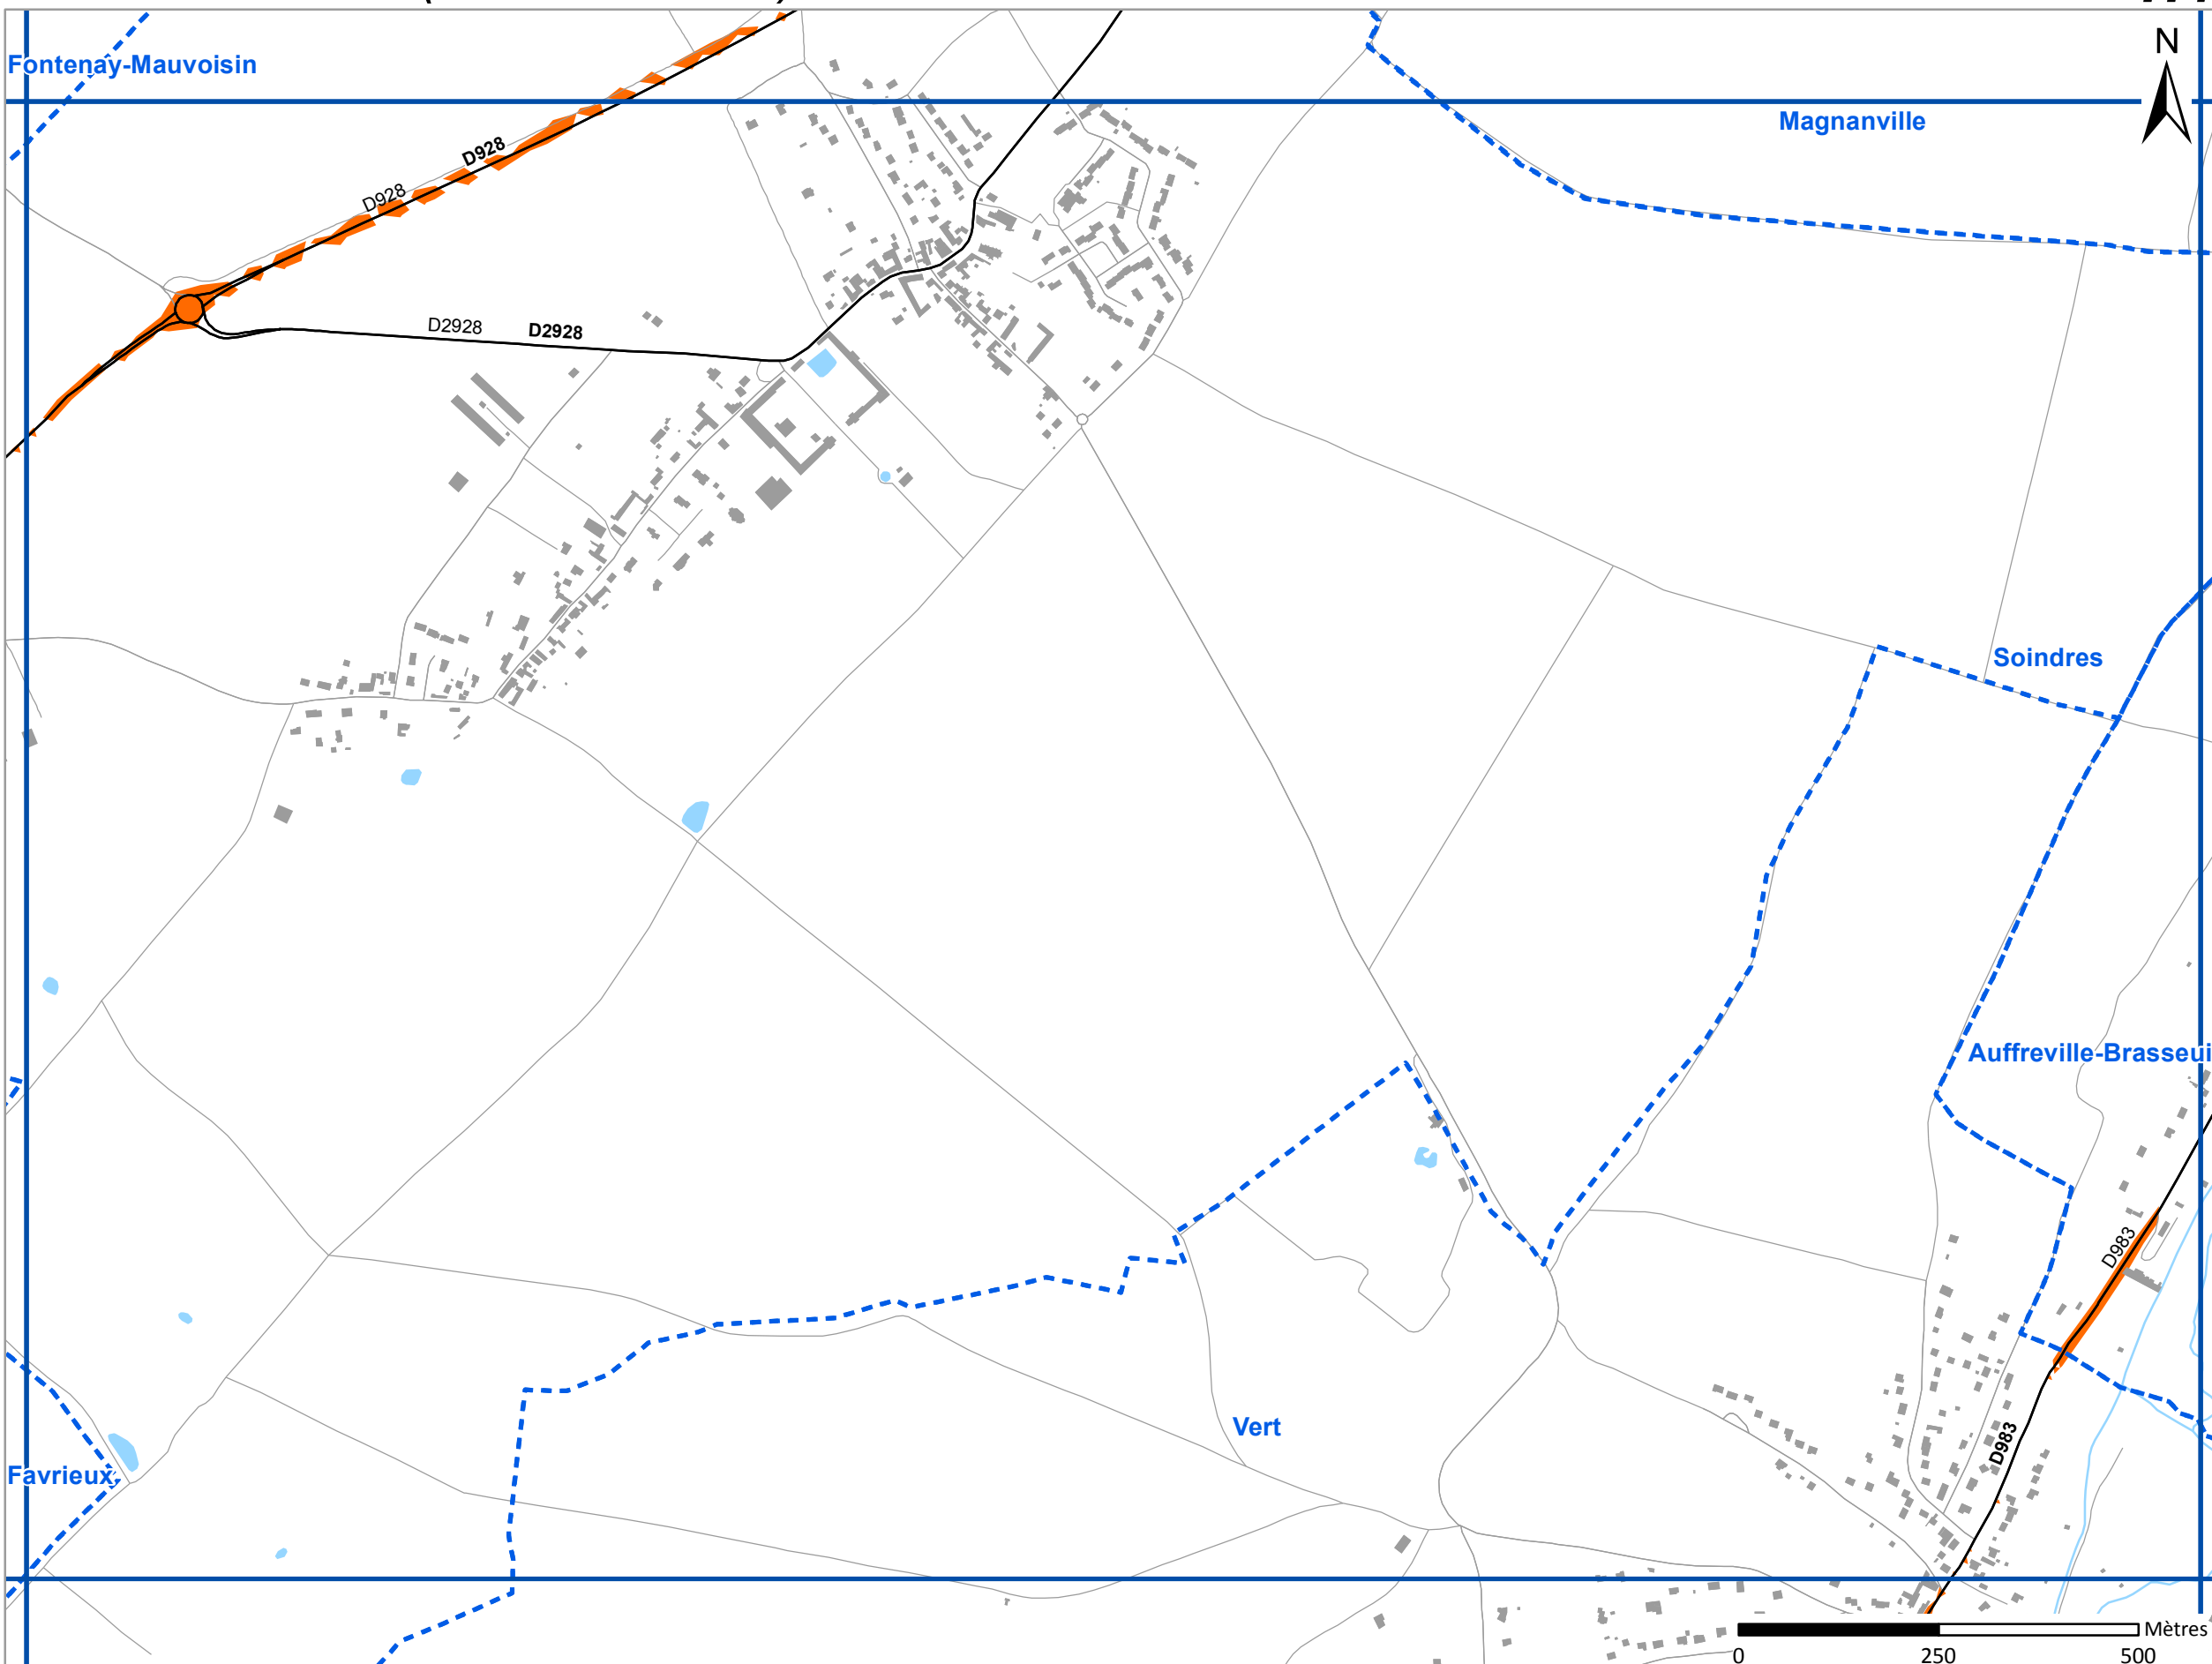 N
Fontenay-Mauvoisin
Magnanville
D928
D928
D2928
D2928
Soindres
Auffreville-Brasseui
D983
Vert
D983
Favrieux
Mètres
0 250 500